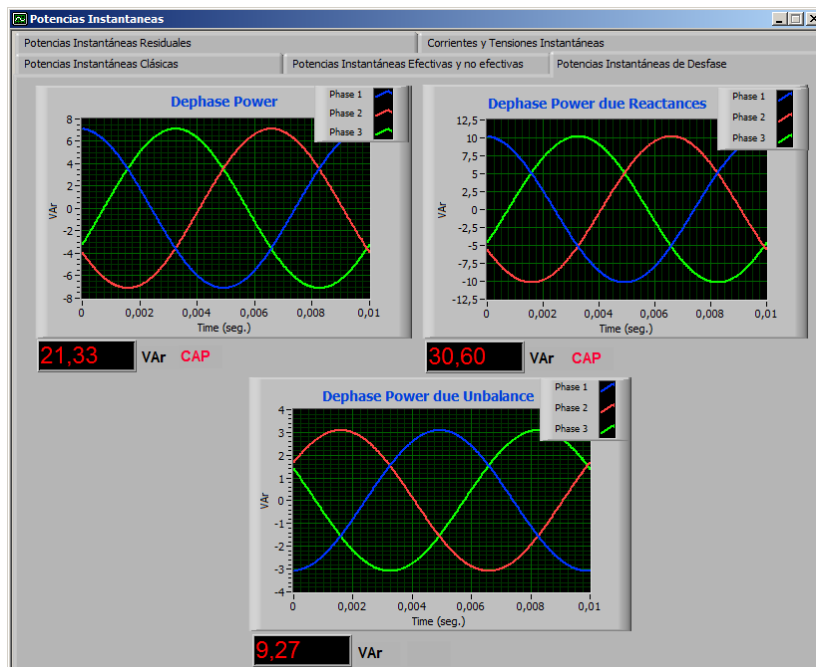 Potencias Instantaneas
Potencias Instantáneas Residuales
Corrientes y Tensiones Instantáneas
Potencias Instantáneas Clásicas
Potencias Instantáneas Efectivas y no efectivas
Potencias Instantáneas de Desfase
Dephase Power
Phase 1
Phase 2
Phase 3
8
6
4
2
0
-2
-4
-6
-8
VAr
0
0,002
0,004
0,006
0,008
0,01
Time (seg.)
21,33 VAr CAP
Dephase Power due Reactances
Phase 1
Phase 2
Phase 3
12,5
10
7,5
5
2,5
0
-2,5
-5
-7,5
-10
-12,5
VAr
0
0,002
0,004
0,006
0,008
0,01
Time (seg.)
30,60 VAr CAP
Dephase Power due Unbalance
Phase 1
Phase 2
Phase 3
4
3
2
1
0
-1
-2
-3
-4
VAr
0
0,002
0,004
0,006
0,008
0,01
Time (seg.)
9,27 VAr